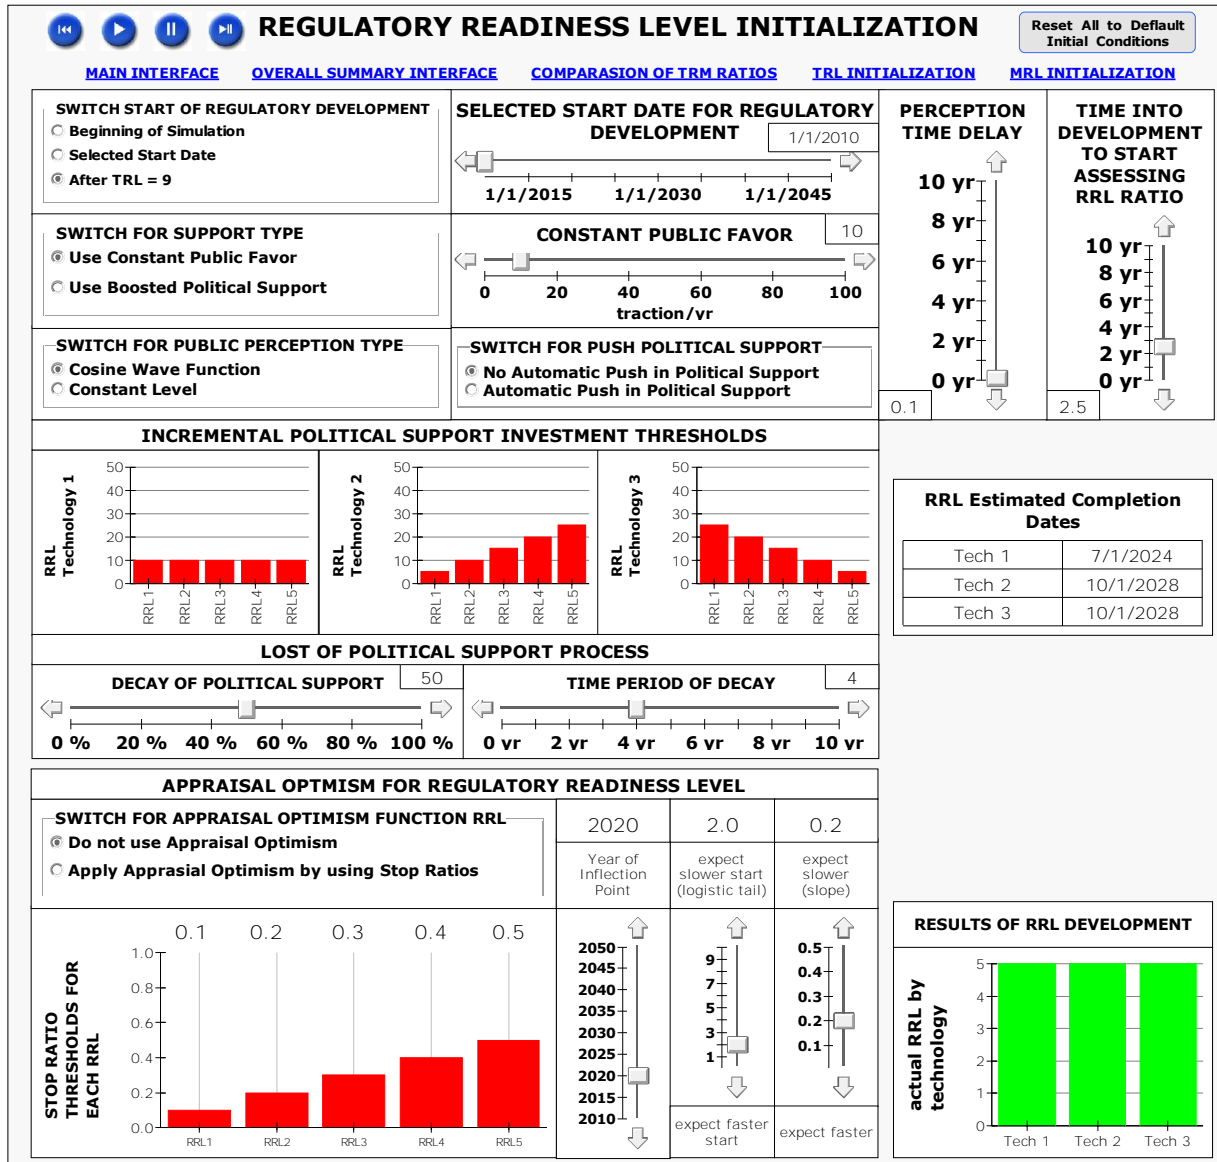 REGULATORY READINESS LEVEL INITIALIZATION
Reset All to Deflault
Initial Conditions
MAIN INTERFACE
OVERALL SUMMARY INTERFACE
COMPARASION OF TRM RATIOS
TRL INITIALIZATION
MRL INITIALIZATION
SWITCH START OF REGULATORY DEVELOPMENT
Beginning of Simulation
Selected Start Date
After TRL = 9
SELECTED START DATE FOR REGULATORY
DEVELOPMENT
1/1/2010
1/1/2015 1/1/2030 1/1/2045
PERCEPTION
TIME DELAY
10 yr
8 yr
6 yr
4 yr
2 yr
0 yr
0.1
TIME INTO
DEVELOPMENT
TO START
ASSESSING
RRL RATIO
10 yr
8 yr
6 yr
4 yr
2 yr
0 yr
2.5
SWITCH FOR SUPPORT TYPE
Use Constant Public Favor
Use Boosted Political Support
CONSTANT PUBLIC FAVOR
10
0 20 40 60 80 100
traction/yr
SWITCH FOR PUBLIC PERCEPTION TYPE
Cosine Wave Function
Constant Level
SWITCH FOR PUSH POLITICAL SUPPORT
No Automatic Push in Political Support
Automatic Push in Political Support
INCREMENTAL POLITICAL SUPPORT INVESTMENT THRESHOLDS
RRL
Technology 1
50
40
30
20
10
0
RRL1 RRL2 RRL3 RRL4 RRL5
RRL
Technology 2
50
40
30
20
10
0
RRL1 RRL2 RRL3 RRL4 RRL5
RRL
Technology 3
50
40
30
20
10
0
RRL1 RRL2 RRL3 RRL4 RRL5
RRL Estimated Completion
Dates
Tech 1 7/1/2024
Tech 2 10/1/2028
Tech 3 10/1/2028
LOST OF POLITICAL SUPPORT PROCESS
DECAY OF POLITICAL SUPPORT
50
0 % 20 % 40 % 60 % 80 % 100 %
TIME PERIOD OF DECAY
4
0 yr 2 yr 4 yr 6 yr 8 yr 10 yr
APPRAISAL OPTMISM FOR REGULATORY READINESS LEVEL
SWITCH FOR APPRAISAL OPTIMISM FUNCTION RRL
Do not use Appraisal Optimism
Apply Apprasial Optimism by using Stop Ratios
2020
Year of
Inflection
Point
2050
2045
2040
2035
2030
2025
2020
2015
2010
2.0
expect
slower start
(logistic tail)
9
7
5
3
1
expect faster
start
0.2
expect
slower
(slope)
0.5
0.4
0.3
0.2
0.1
expect faster
STOP RATIO
THRESHOLDS FOR
EACH RRL
0.1 0.2 0.3 0.4 0.5
1.0
0.8
0.6
0.4
0.2
0.0
RRL1 RRL2 RRL3 RRL4 RRL5
RESULTS OF RRL DEVELOPMENT
actual RRL by
technology
5
4
3
2
1
0
Tech 1 Tech 2 Tech 3